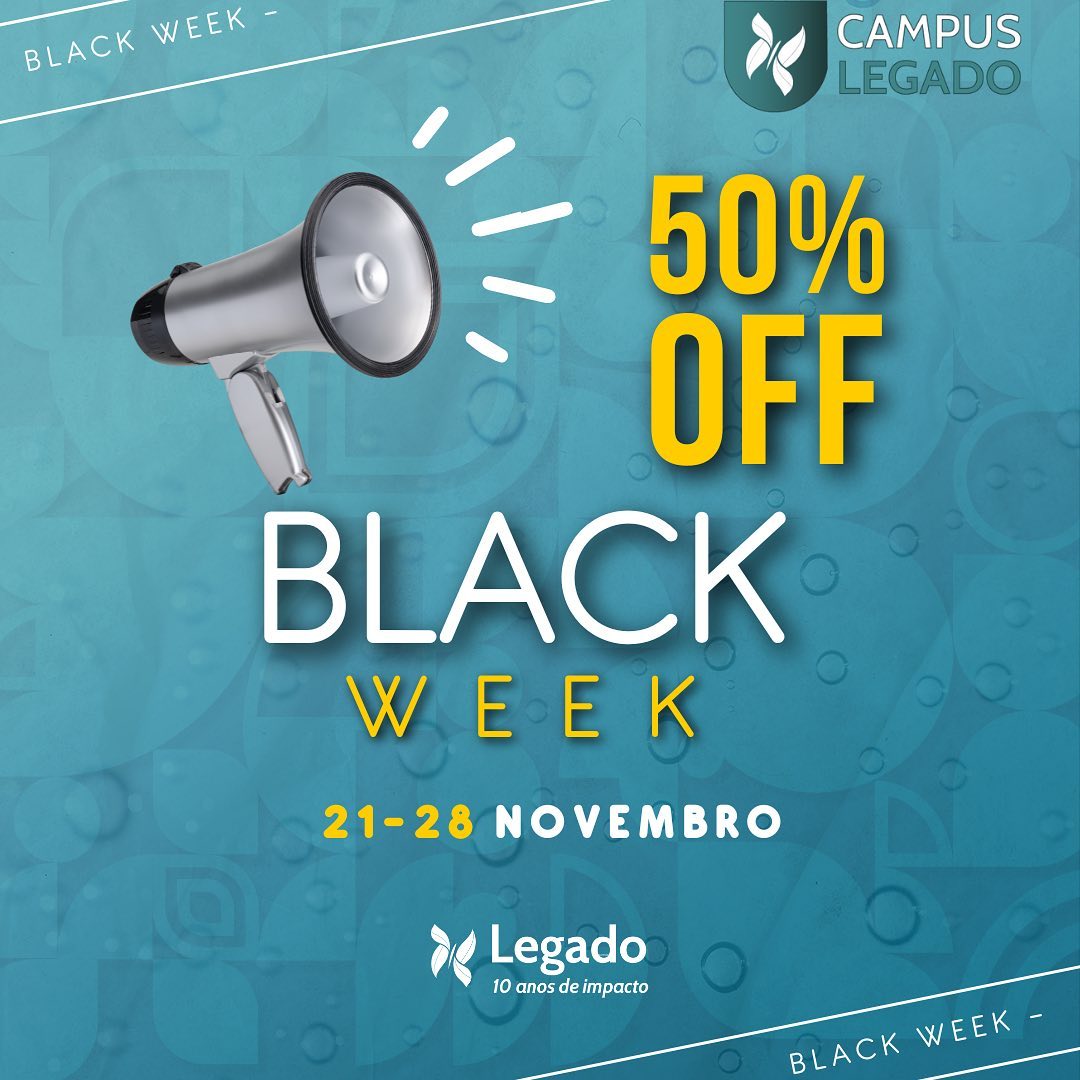 BLACK WEEK -
CAMPUS
LEGADO
50%
OFF
BLACK
WEEK
21-28 NOVEMBRO
Legado
10 anos de impacto
BLACK WEEK -